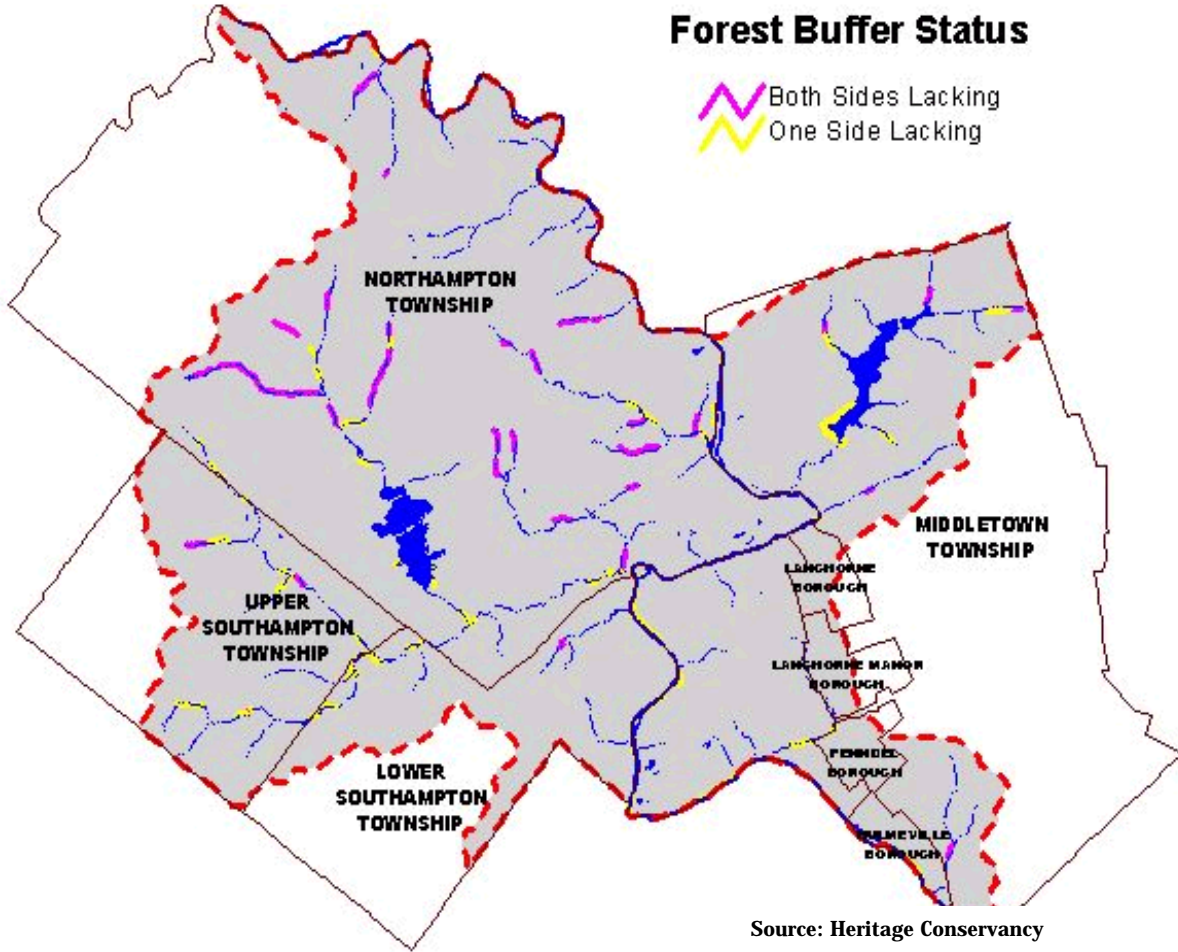 Forest Buffer Status
Both Sides Lacking
One Side Lacking
NORTHAMPTON
TOWNSHIP
MIDDLETOWN
TOWNSHIP
LANGHORNE
BOROUGH
UPPER
SOUTHAMPTON
TOWNSHIP
LANGHORNE MANOR
BOROUGH
PENNDEL
BOROUGH
LOWER
SOUTHAMPTON
TOWNSHIP
HULMEVILLE
BOROUGH
Source: Heritage Conservancy